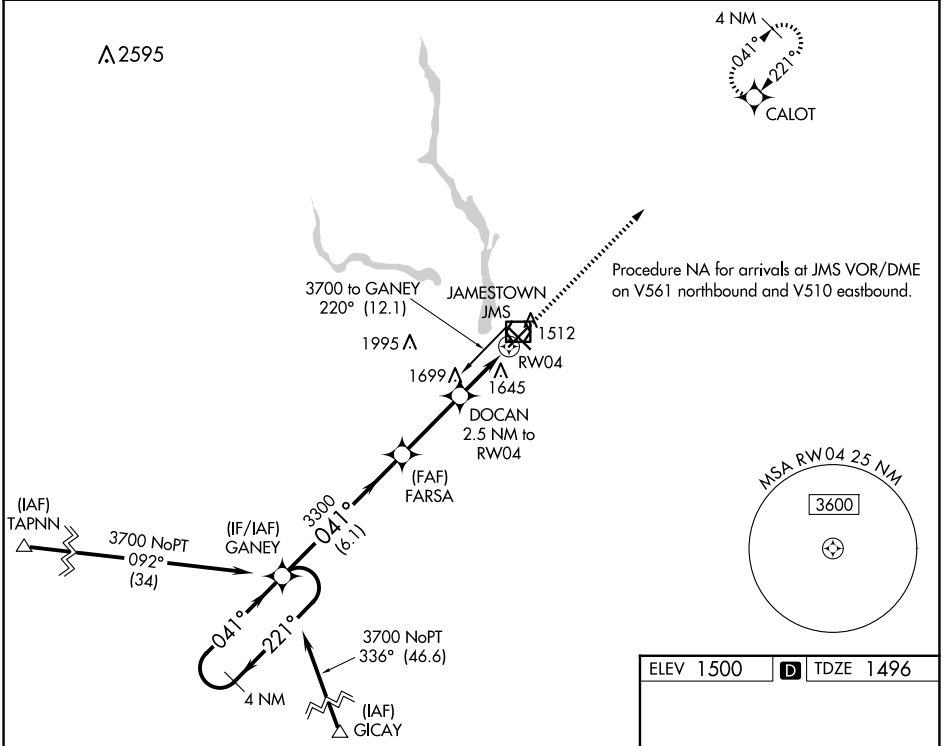 2595
4 NM
041°
221°
CALOT
Procedure NA for arrivals at JMS VOR/DME
on V561 northbound and V510 eastbound.
3700 to GANEY
220° (12.1)
JAMESTOWN
JMS
1512
RW04
1995
1699
1645
DOCAN
2.5 NM to
RW04
(FAF)
FARSA
3300
041°
(6.1)
(IAF)
TAPNN
3700 NoPT
092°
(34)
(IF/IAF)
GANEY
041°
221°
4 NM
3700 NoPT
336° (46.6)
(IAF)
GICAY
MSA RW04 25 NM
3600
ELEV 1500 D TDZE 1496